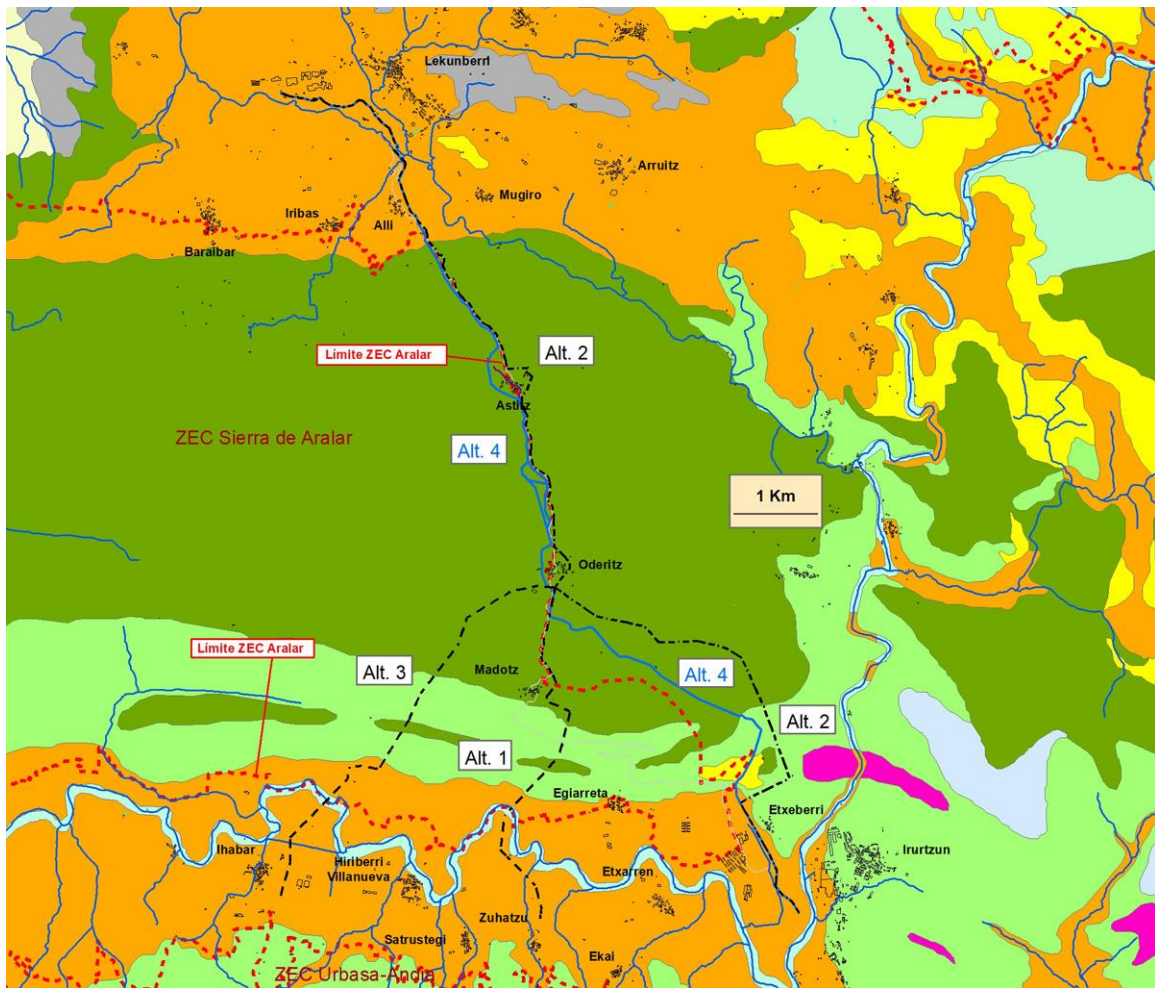 Lekunberri
Arruitz
Mugiro
Iribas
Alli
Baraibar
Límite ZEC Aralar
Alt. 2
Astitz
ZEC Sierra de Aralar
Alt. 4
1 Km
Oderitz
Límite ZEC Aralar
Alt. 3
Madotz
Alt. 4
Alt. 2
Alt. 1
Egiarreta
Etxeberri
Irurtzun
Ihabar
Hiriberri
Villanueva
Etxarren
Zuhatzu
Satrustegi
Ekai
ZEC Urbasa-Andia